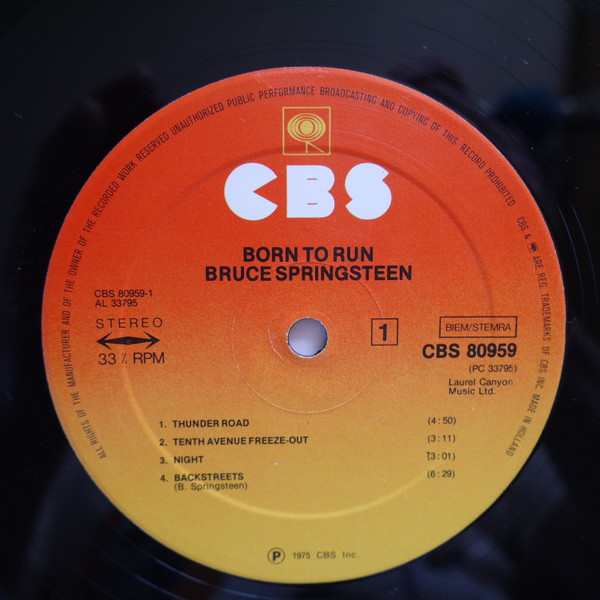 ALL RIGHTS OF THE MANUFACTURER AND OF THE OWNER OF THE RECORDED WORK RESERVED UNAUTHORIZED PUBLIC PERFORMANCE BROADCASTING AND COPYING OF THIS RECORD PROHIBITED
CBS & ARE REG. TRADEMARKS OF CBS INC. MADE IN HOLLAND
CBS
BORN TO RUN
BRUCE SPRINGSTEEN
CBS 80959-1
AL 33795
STEREO
33 ⅓ RPM
1
BIEM/STEMRA
CBS 80959
(PC 33795)
Laurel Canyon
Music Ltd.
1. THUNDER ROAD (4:50)
2. TENTH AVENUE FREEZE-OUT (3:11)
3. NIGHT (3:01)
4. BACKSTREETS (6:29)
(B. Springsteen)
Ⓟ 1975 CBS Inc.